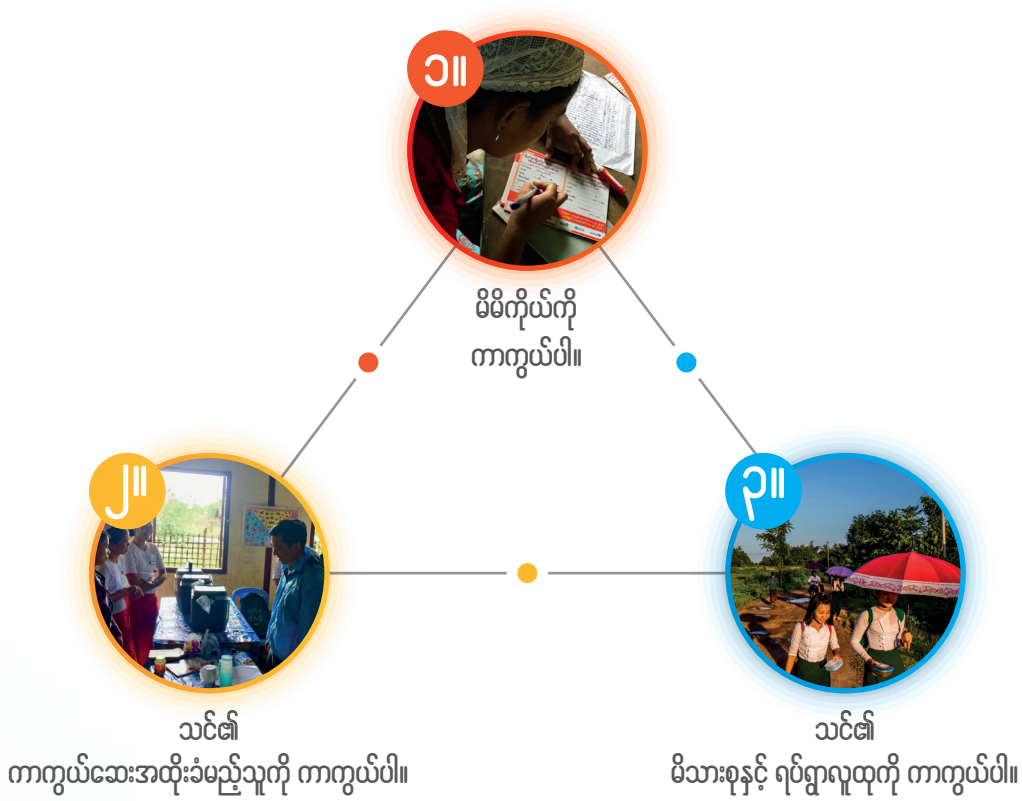 ၁။
မိမိကိုယ်ကို
ကာကွယ်ပါ။
၂။
သင်၏
ကာကွယ်ဆေးအထိုးခံမည့်သူကို ကာကွယ်ပါ။
၃။
သင်၏
မိသားစုနှင့် ရပ်ရွာလူထုကို ကာကွယ်ပါ။